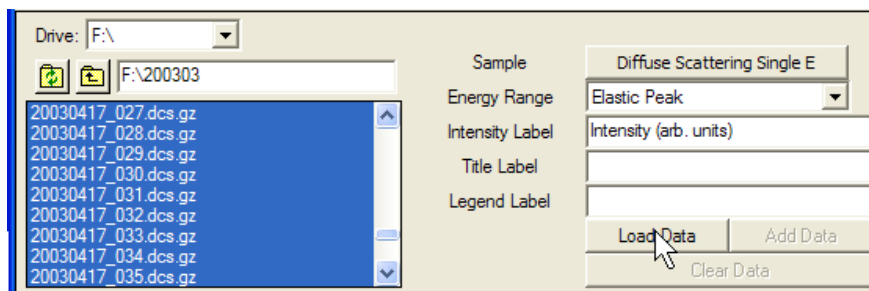 Drive: F:\
F:\200303
20030417_027.dcs.gz
20030417_028.dcs.gz
20030417_029.dcs.gz
20030417_030.dcs.gz
20030417_031.dcs.gz
20030417_032.dcs.gz
20030417_033.dcs.gz
20030417_034.dcs.gz
20030417_035.dcs.gz
Sample Diffuse Scattering Single E
Energy Range Elastic Peak
Intensity Label Intensity (arb. units)
Title Label
Legend Label
Load Data Add Data
Clear Data